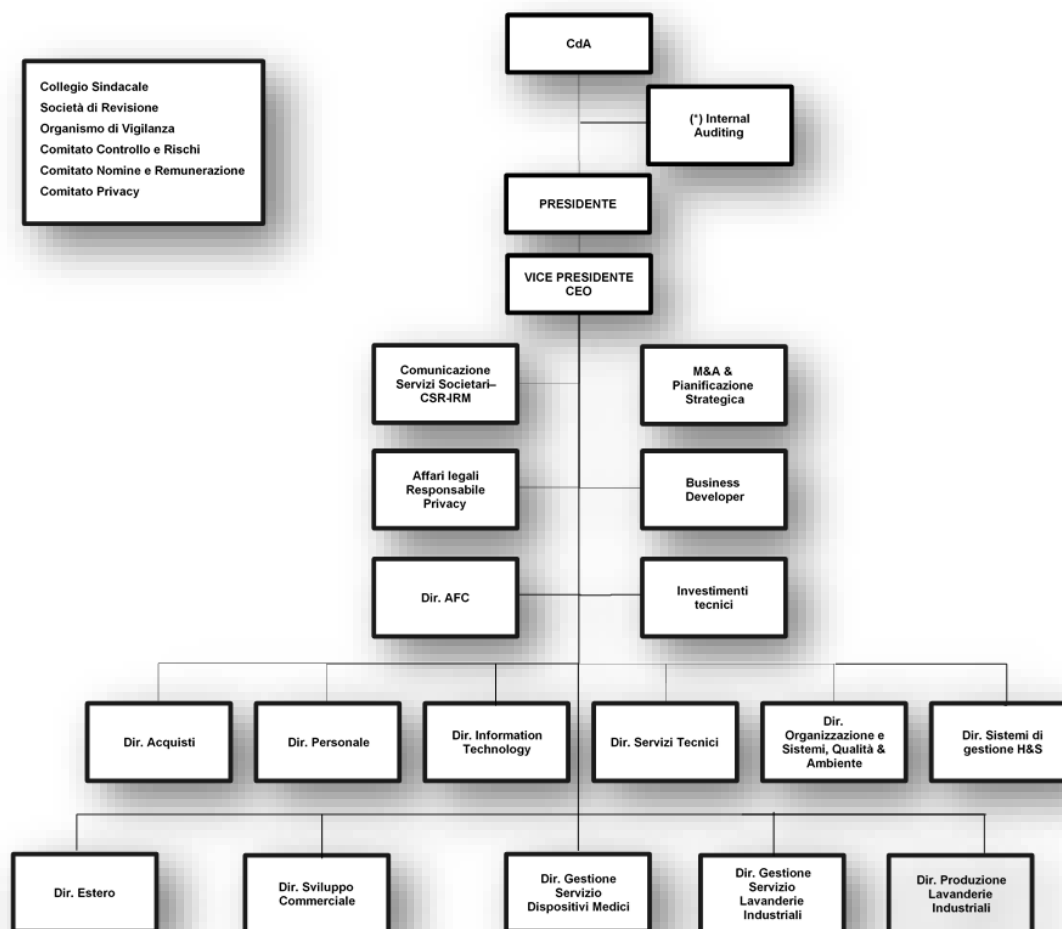 CdA
Collegio Sindacale
Società di Revisione
Organismo di Vigilanza
Comitato Controllo e Rischi
Comitato Nomine e Remunerazione
Comitato Privacy
(*) Internal
Auditing
PRESIDENTE
VICE PRESIDENTE
CEO
Comunicazione
Servizi Societari–
CSR-IRM
M&A &
Pianificazione
Strategica
Affari legali
Responsabile
Privacy
Business
Developer
Dir. AFC
Investimenti
tecnici
Dir. Acquisti
Dir. Personale
Dir. Information
Technology
Dir. Servizi Tecnici
Dir.
Organizzazione e
Sistemi, Qualità &
Ambiente
Dir. Sistemi di
gestione H&S
Dir. Estero
Dir. Sviluppo
Commerciale
Dir. Gestione
Servizio
Dispositivi Medici
Dir. Gestione
Servizio
Lavanderie
Industriali
Dir. Produzione
Lavanderie
Industriali